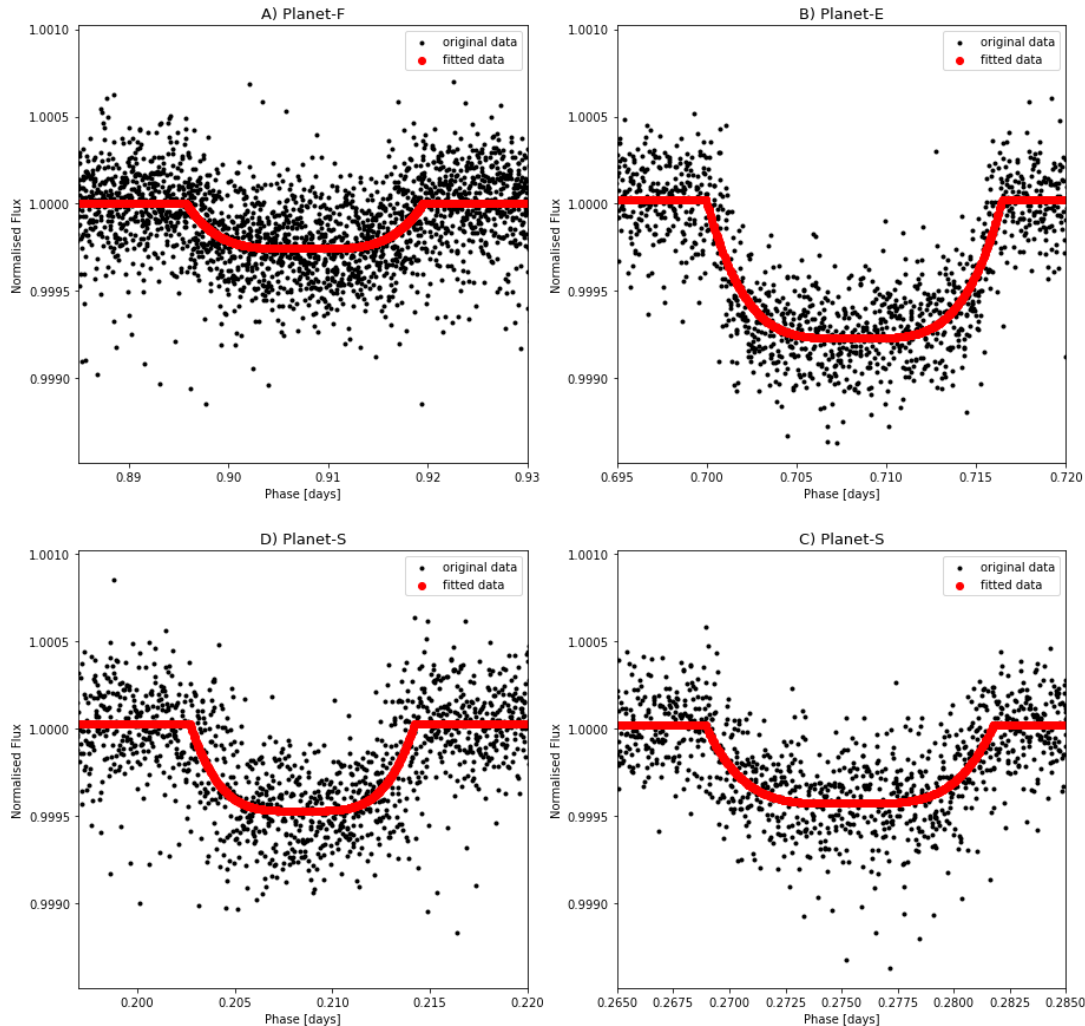 A) Planet-F
1.0010
1.0005
1.0000
0.9995
0.9990
Normalised Flux
original data
fitted data
0.89 0.90 0.91 0.92 0.93
Phase [days]
B) Planet-E
1.0010
1.0005
1.0000
0.9995
0.9990
Normalised Flux
original data
fitted data
0.695 0.700 0.705 0.710 0.715 0.720
Phase [days]
D) Planet-S
1.0010
1.0005
1.0000
0.9995
0.9990
Normalised Flux
original data
fitted data
0.200 0.205 0.210 0.215 0.220
Phase [days]
C) Planet-S
1.0010
1.0005
1.0000
0.9995
0.9990
Normalised Flux
original data
fitted data
0.2650 0.2675 0.2700 0.2725 0.2750 0.2775 0.2800 0.2825 0.2850
Phase [days]